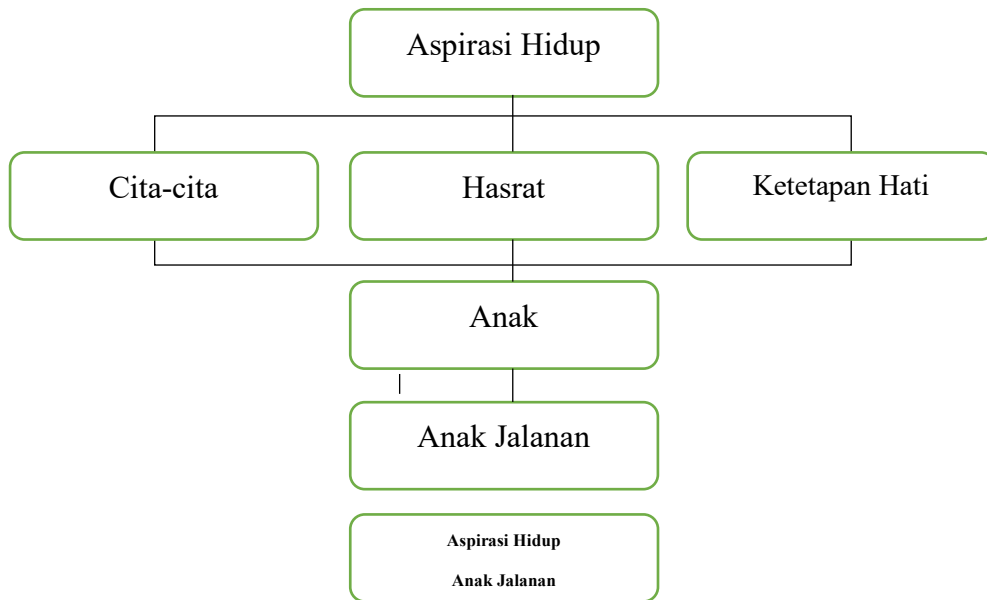 Aspirasi Hidup
Cita-cita
Hasrat
Ketetapan Hati
Anak
Anak Jalanan
Aspirasi Hidup
Anak Jalanan